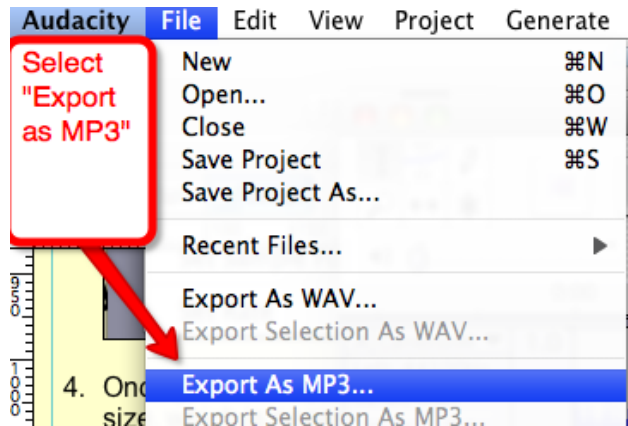 Audacity File Edit View Project Generate
Select
"Export
as MP3"
New ⌘N
Open... ⌘O
Close ⌘W
Save Project ⌘S
Save Project As...
Recent Files...
Export As WAV...
Export Selection As WAV...
Export As MP3...
Export Selection As MP3...
4. Onc
size